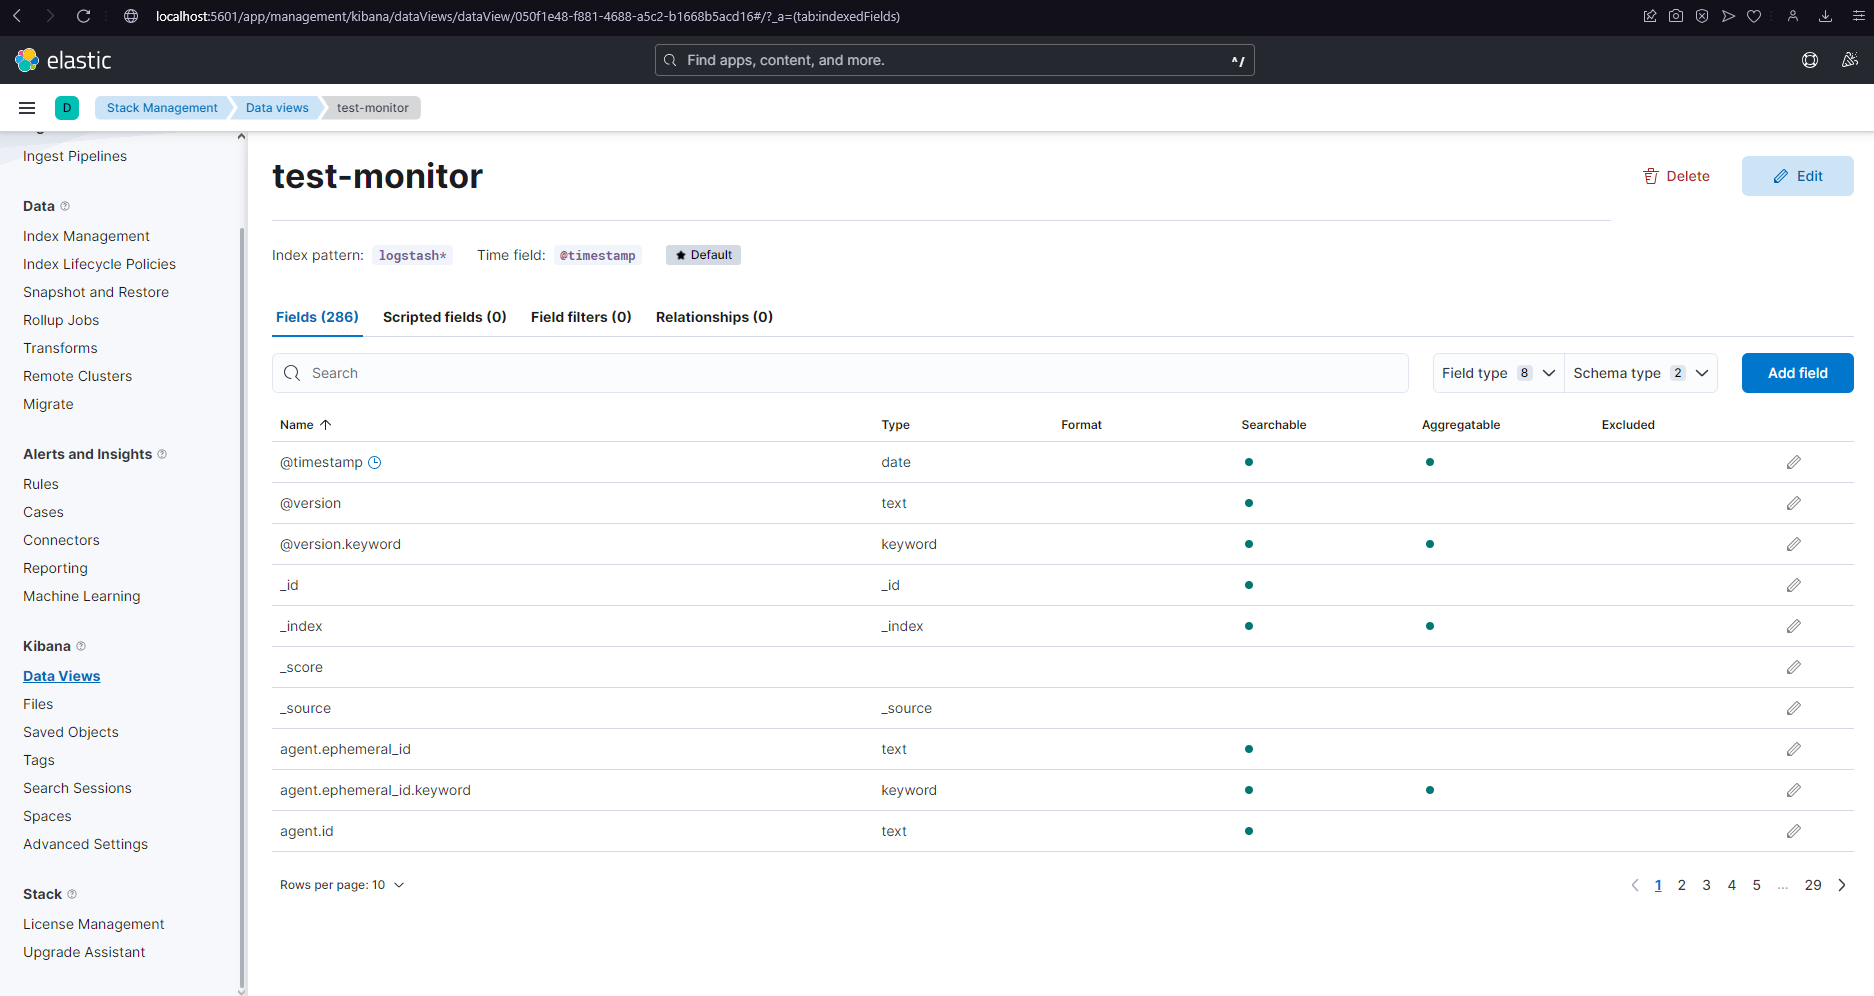 localhost:5601/app/management/kibana/dataViews/dataView/050f1e48-f881-4688-a5c2-b1668b5acd16#/?_a=(tab:indexedFields)
elastic
Find apps, content, and more.
^/
D
Stack Management
Data views
test-monitor
Ingest Pipelines
Data
Index Management
Index Lifecycle Policies
Snapshot and Restore
Rollup Jobs
Transforms
Remote Clusters
Migrate
Alerts and Insights
Rules
Cases
Connectors
Reporting
Machine Learning
Kibana
Data Views
Files
Saved Objects
Tags
Search Sessions
Spaces
Advanced Settings
Stack
License Management
Upgrade Assistant
test-monitor
Delete
Edit
Index pattern: logstash* Time field: @timestamp Default
Fields (286) Scripted fields (0) Field filters (0) Relationships (0)
Search
Field type 8
Schema type 2
Add field
Name Type Format Searchable Aggregatable Excluded
@timestamp date
@version text
@version.keyword keyword
_id _id
_index _index
_score
_source _source
agent.ephemeral_id text
agent.ephemeral_id.keyword keyword
agent.id text
Rows per page: 10
1 2 3 4 5 ... 29